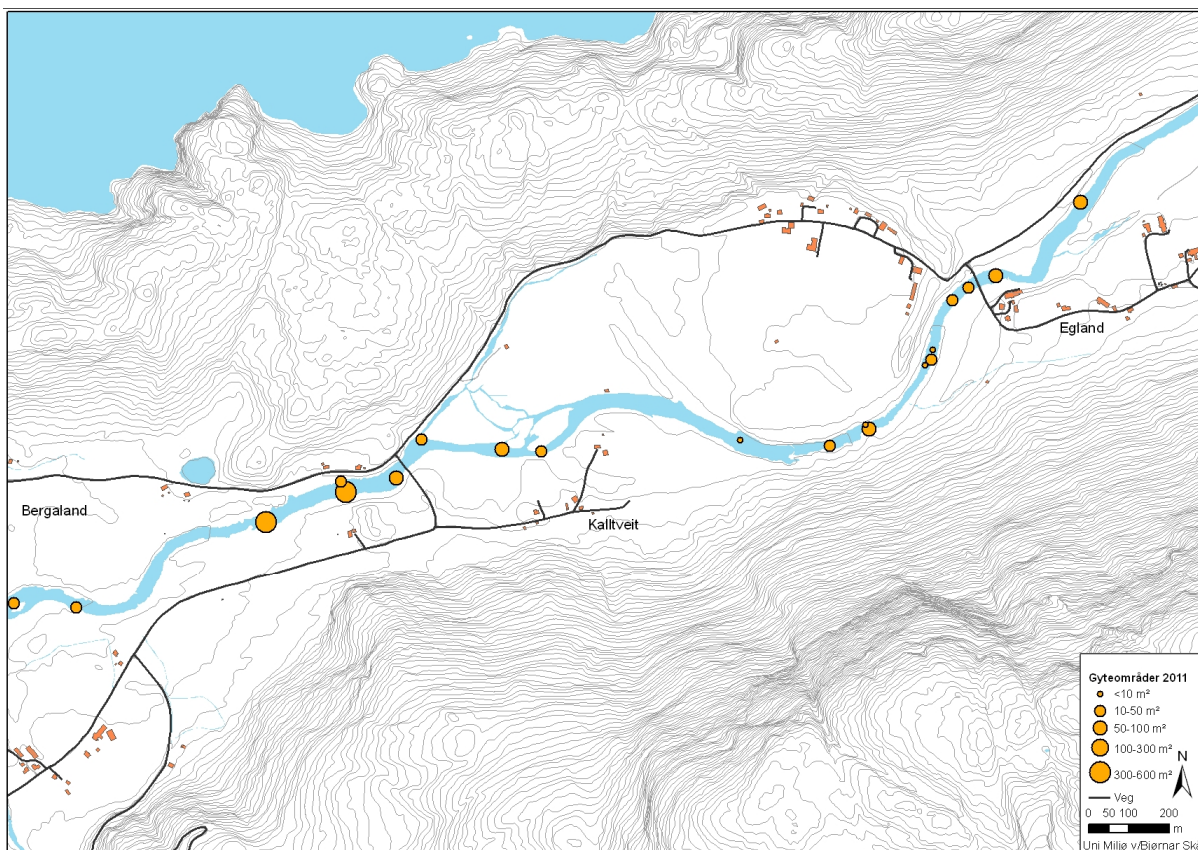 Egland
Bergaland
Kalltveit
Gyteområder 2011
<10 m²
10-50 m²
50-100 m²
100-300 m²
300-600 m²
N
Veg
0 50 100 200
m
Uni Miljø v/Bjørnar Sk